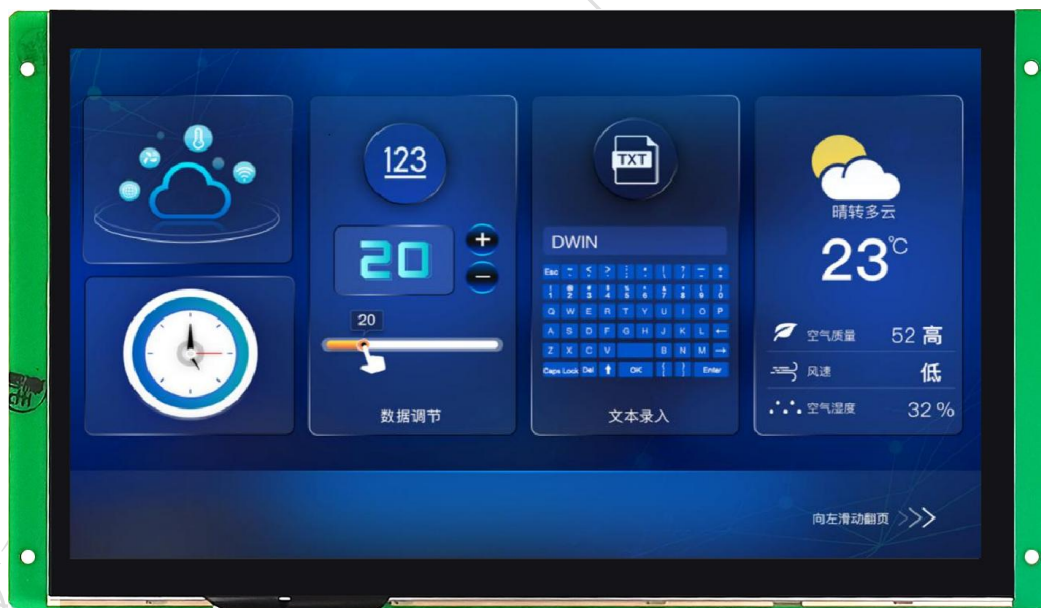 123
20
20
数据调节
TXT
DWIN
Esc
Q W E R T Y U I O P
A S D F G H J K L ←
Z X C V B N M →
Caps Lock Del OK Enter
文本录入
晴转多云
23℃
空气质量 52 高
风速 低
空气湿度 32 %
向左滑动翻页